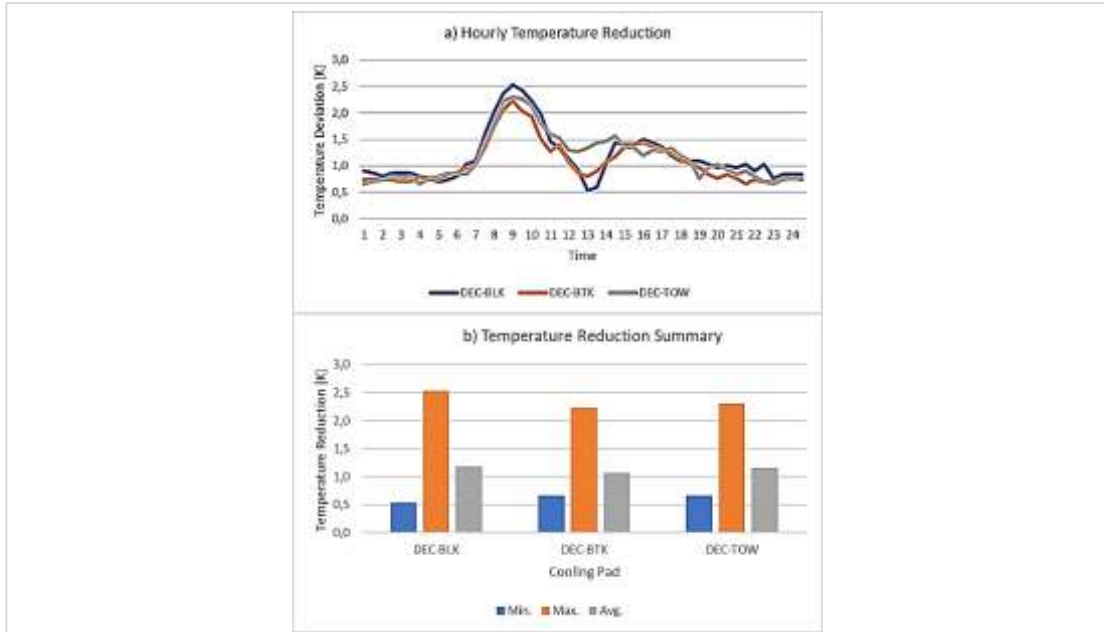 a) Hourly Temperature Reduction
Temperature Deviation [K]
3,0
2,5
2,0
1,5
1,0
0,5
0,0
1 2 3 4 5 6 7 8 9 10 11 12 13 14 15 16 17 18 19 20 21 22 23 24
Time
DEC-BLK DEC-BTK DEC-TOW
b) Temperature Reduction Summary
Temperature Reduction [K]
3,0
2,5
2,0
1,5
1,0
0,5
0,0
DEC-BLK DEC-BTK DEC-TOW
Cooling Pad
Min. Max. Avg.